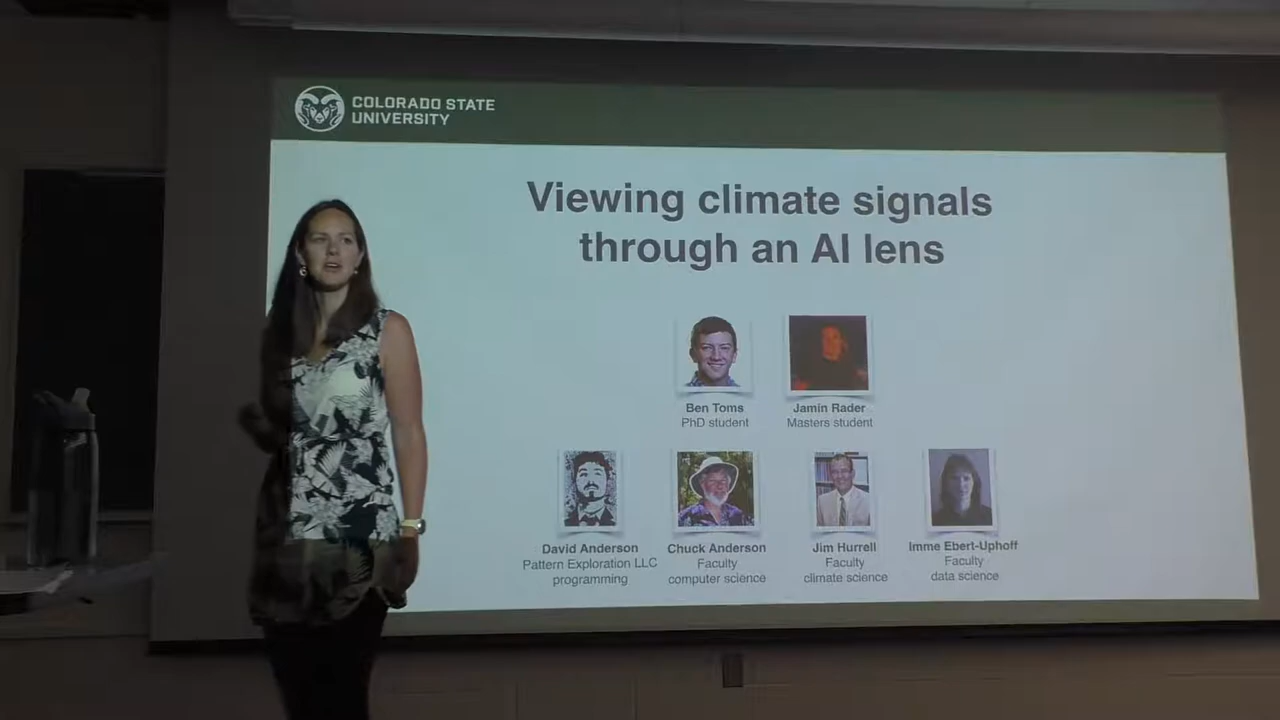 COLORADO STATE
UNIVERSITY
Viewing climate signals
through an AI lens
Ben Toms
PhD student
Jamin Rader
Masters student
David Anderson
Pattern Exploration LLC
programming
Chuck Anderson
Faculty
computer science
Jim Hurrell
Faculty
climate science
Imme Ebert-Uphoff
Faculty
data science